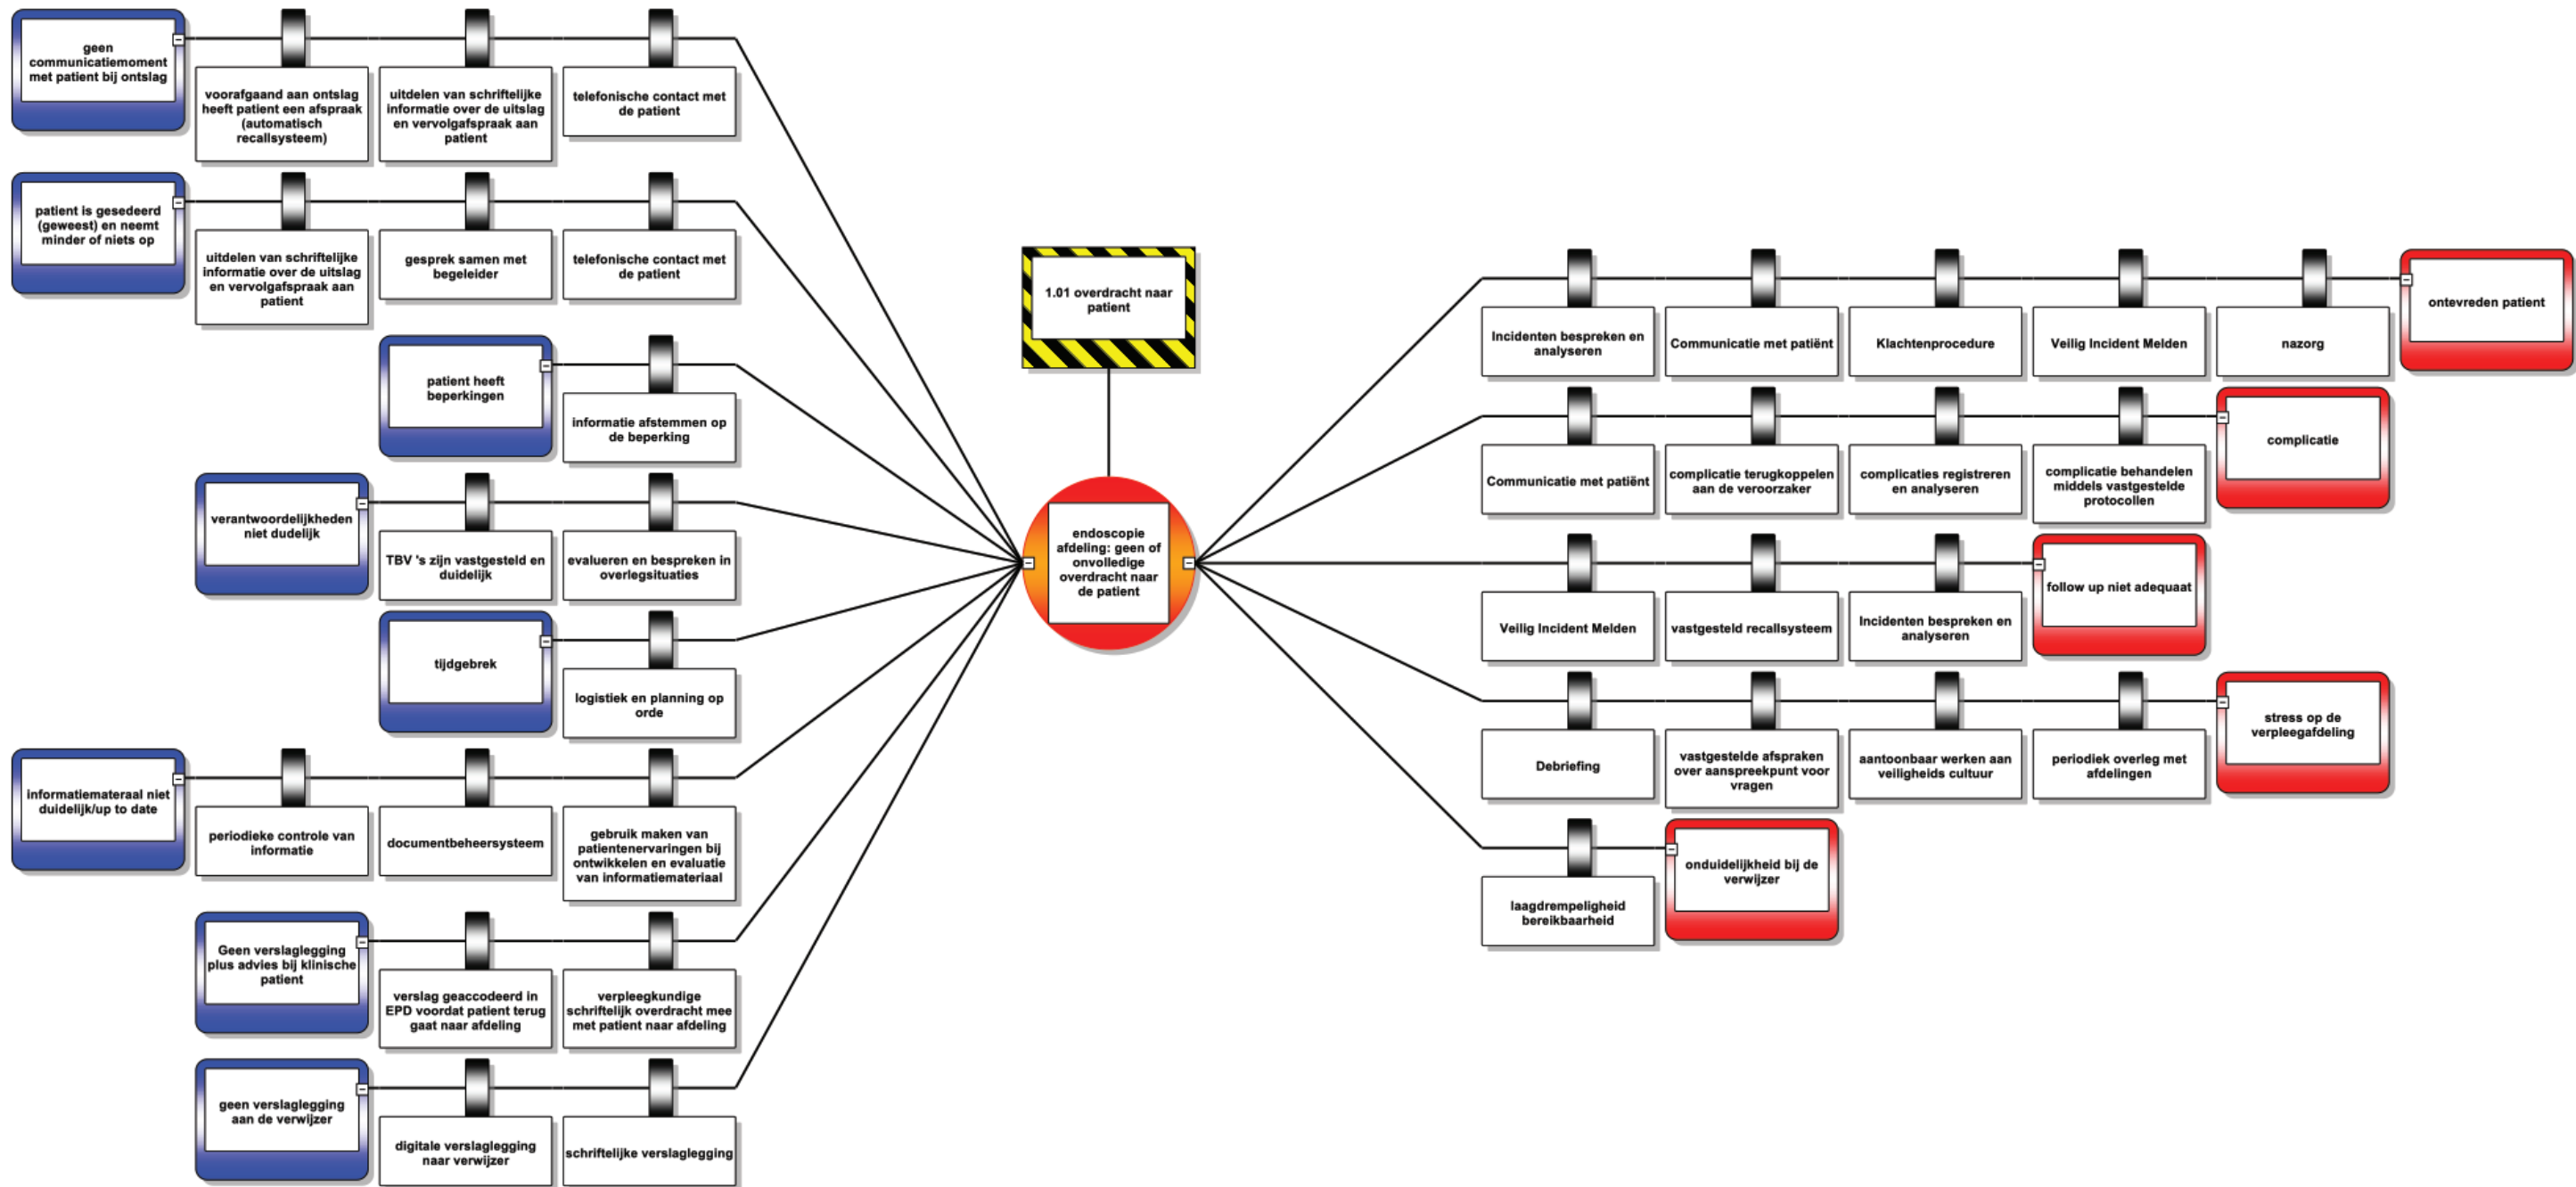 geen
communicatiemoment
met patient bij ontslag
voorafgaand aan ontslag
heeft patient een afspraak
(automatisch
recallsysteem)
uitdelen van schriftelijke
informatie over de uitslag
en vervolgafspraak aan
patient
telefonische contact met
de patient
patient is gesedeerd
(geweest) en neemt
minder of niets op
uitdelen van schriftelijke
informatie over de uitslag
en vervolgafspraak aan
patient
gesprek samen met
begeleider
telefonische contact met
de patient
patient heeft
beperkingen
informatie afstemmen op
de beperking
verantwoordelijkheden
niet dudelijk
TBV 's zijn vastgesteld en
duidelijk
evalueren en bespreken in
overlegsituaties
tijdgebrek
logistiek en planning op
orde
informatiemateraal niet
duidelijk/up to date
periodieke controle van
informatie
documentbeheersysteem
gebruik maken van
patientenervaringen bij
ontwikkelen en evaluatie
van informatiemateriaal
Geen verslaglegging
plus advies bij klinische
patient
verslag geaccodeerd in
EPD voordat patient terug
gaat naar afdeling
verpleegkundige
schriftelijk overdracht mee
met patient naar afdeling
geen verslaglegging
aan de verwijzer
digitale verslaglegging
naar verwijzer
schriftelijke verslaglegging
1.01 overdracht naar
patient
endoscopie
afdeling: geen of
onvolledige
overdracht naar
de patient
Incidenten bespreken en
analyseren
Communicatie met patiënt
Klachtenprocedure
Veilig Incident Melden
nazorg
ontevreden patient
Communicatie met patiënt
complicatie terugkoppelen
aan de veroorzaker
complicaties registreren
en analyseren
complicatie behandelen
middels vastgestelde
protocollen
complicatie
Veilig Incident Melden
vastgesteld recallsysteem
Incidenten bespreken en
analyseren
follow up niet adequaat
Debriefing
vastgestelde afspraken
over aanspreekpunt voor
vragen
aantoonbaar werken aan
veiligheids cultuur
periodiek overleg met
afdelingen
stress op de
verpleegafdeling
laagdrempeligheid
bereikbaarheid
onduidelijkheid bij de
verwijzer